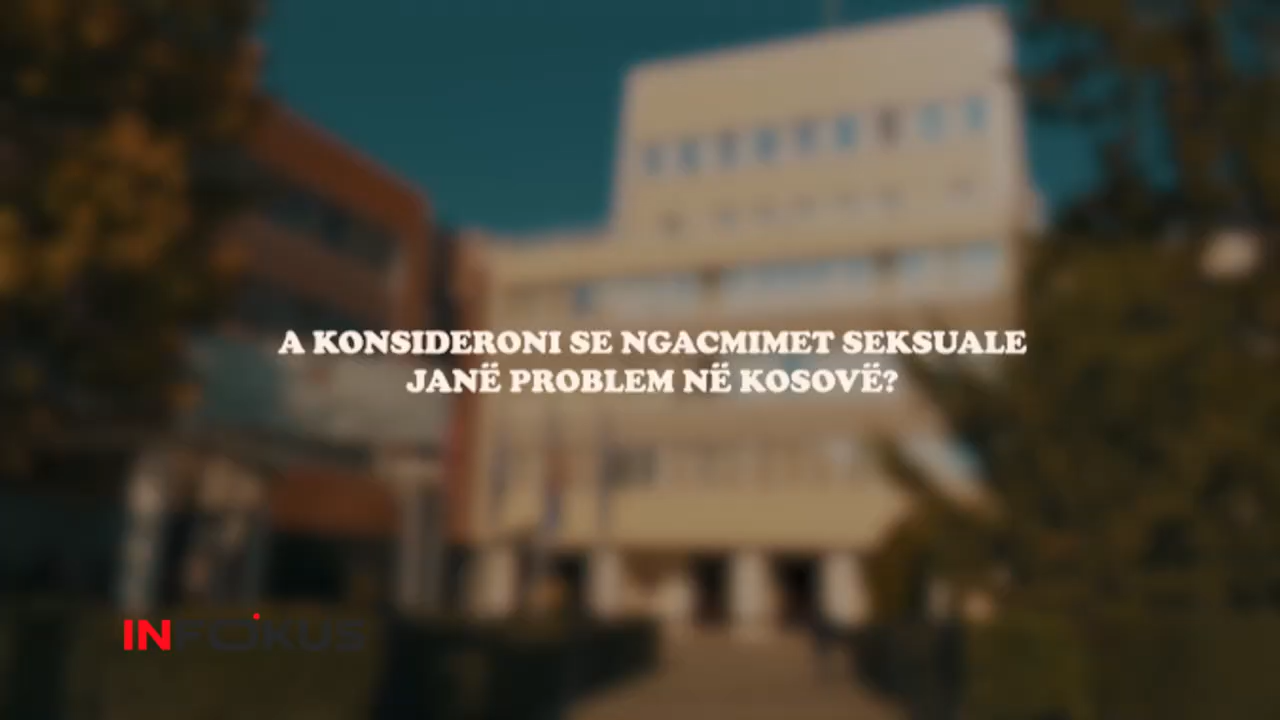 A KONSIDERONI SE NGACMIMET SEKSUALE
JANË PROBLEM NË KOSOVË?
INFOKUS